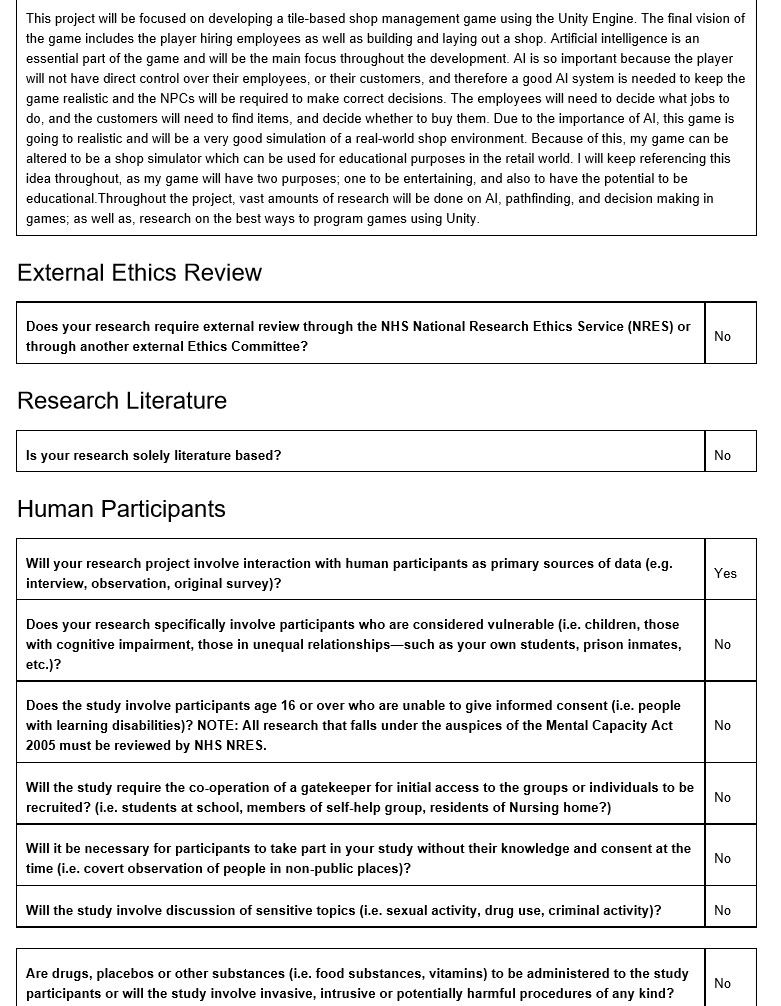 This project will be focused on developing a tile-based shop management game using the Unity Engine. The final vision of
the game includes the player hiring employees as well as building and laying out a shop. Artificial intelligence is an
essential part of the game and will be the main focus throughout the development. AI is so important because the player
will not have direct control over their employees, or their customers, and therefore a good AI system is needed to keep the
game realistic and the NPCs will be required to make correct decisions. The employees will need to decide what jobs to
do, and the customers will need to find items, and decide whether to buy them. Due to the importance of AI, this game is
going to realistic and will be a very good simulation of a real-world shop environment. Because of this, my game can be
altered to be a shop simulator which can be used for educational purposes in the retail world. I will keep referencing this
idea throughout, as my game will have two purposes; one to be entertaining, and also to have the potential to be
educational.Throughout the project, vast amounts of research will be done on AI, pathfinding, and decision making in
games; as well as, research on the best ways to program games using Unity.
External Ethics Review
Does your research require external review through the NHS National Research Ethics Service (NRES) or
through another external Ethics Committee?
No
Research Literature
Is your research solely literature based?
No
Human Participants
Will your research project involve interaction with human participants as primary sources of data (e.g.
interview, observation, original survey)?
Yes
Does your research specifically involve participants who are considered vulnerable (i.e. children, those
with cognitive impairment, those in unequal relationships—such as your own students, prison inmates,
etc.)?
No
Does the study involve participants age 16 or over who are unable to give informed consent (i.e. people
with learning disabilities)? NOTE: All research that falls under the auspices of the Mental Capacity Act
2005 must be reviewed by NHS NRES.
No
Will the study require the co-operation of a gatekeeper for initial access to the groups or individuals to be
recruited? (i.e. students at school, members of self-help group, residents of Nursing home?)
No
Will it be necessary for participants to take part in your study without their knowledge and consent at the
time (i.e. covert observation of people in non-public places)?
No
Will the study involve discussion of sensitive topics (i.e. sexual activity, drug use, criminal activity)?
No
Are drugs, placebos or other substances (i.e. food substances, vitamins) to be administered to the study
participants or will the study involve invasive, intrusive or potentially harmful procedures of any kind?
No